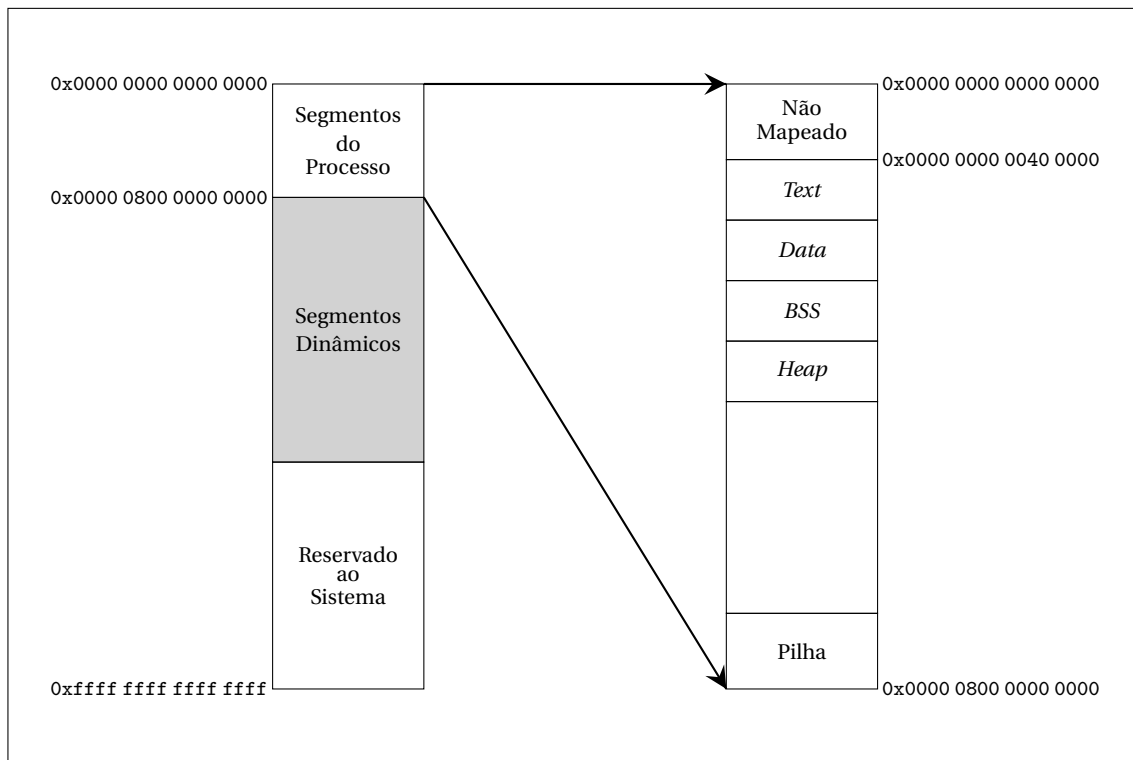 0x0000 0000 0000 0000
Segmentos
do
Processo
0x0000 0800 0000 0000
Segmentos
Dinâmicos
Reservado
ao
Sistema
0xffff ffff ffff ffff
0x0000 0000 0000 0000
Não
Mapeado
0x0000 0000 0040 0000
Text
Data
BSS
Heap
Pilha
0x0000 0800 0000 0000